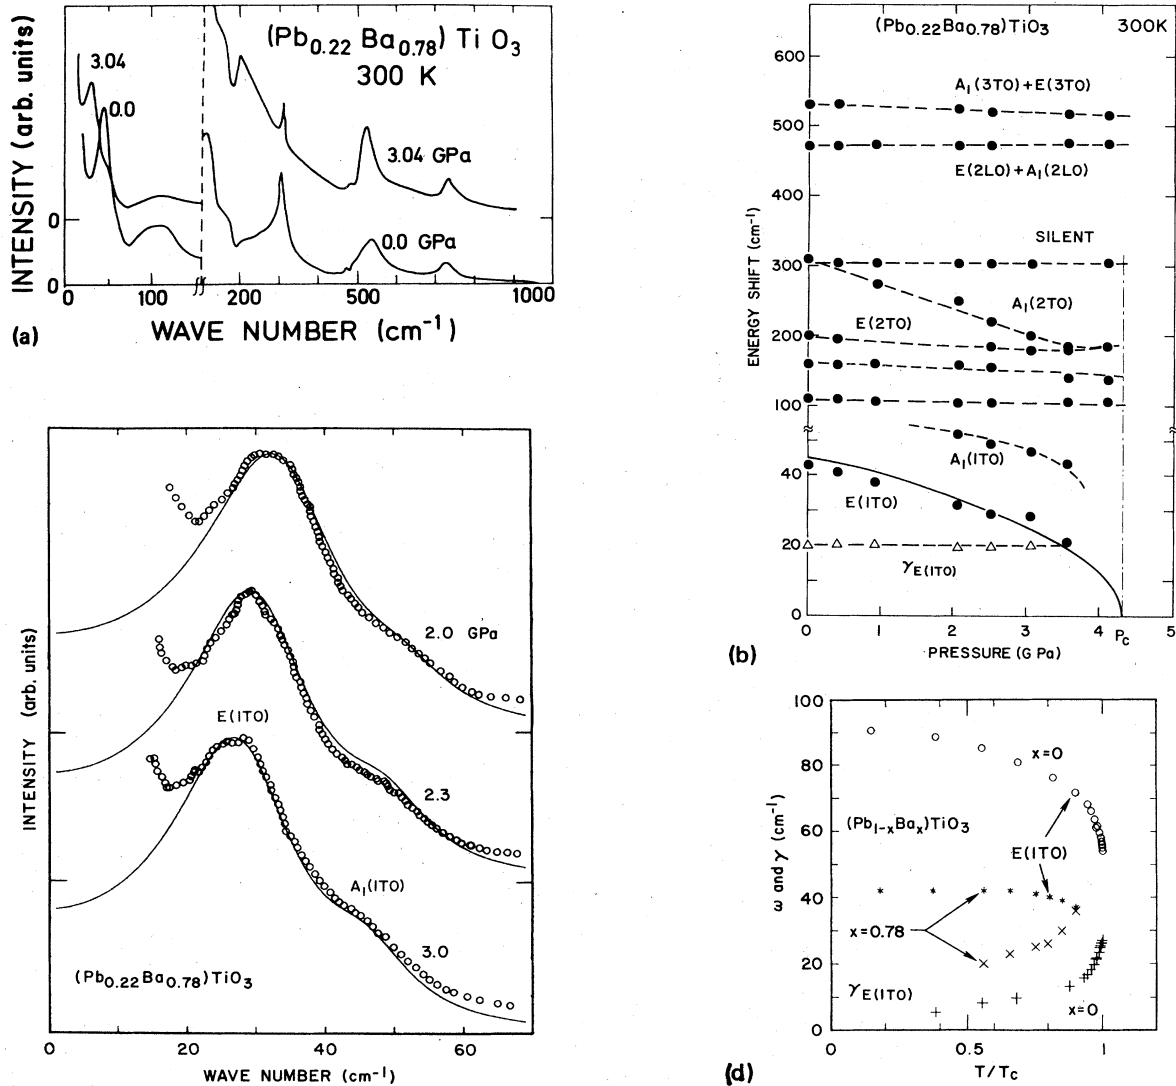 (Pb0.22 Ba0.78) Ti O3
300 K
3.04
0.0
3.04 GPa
0.0 GPa
INTENSITY (arb. units)
0
0
0 100 200 500 1000
WAVE NUMBER (cm-1)
(a)
(Pb0.22Ba0.78)TiO3 300K
A1(3TO)+E(3TO)
E(2LO)+A1(2LO)
SILENT
A1(2TO)
E(2TO)
A1(1TO)
E(1TO)
γE(1TO)
600
500
400
300
200
100
40
20
0
ENERGY SHIFT (cm-1)
0 1 2 3 4 Pc 5
PRESSURE (G Pa)
(b)
2.0 GPa
E(1TO)
2.3
A1(1TO)
3.0
(Pb0.22Ba0.78)TiO3
INTENSITY (arb. units)
0 20 40 60
WAVE NUMBER (cm-1)
100
80
60
40
20
0
ω and γ (cm-1)
x=0
(Pb1-xBax)TiO3
E(1TO)
x=0.78
γE(1TO)
x=0
0 0.5 1
T/Tc
(d)